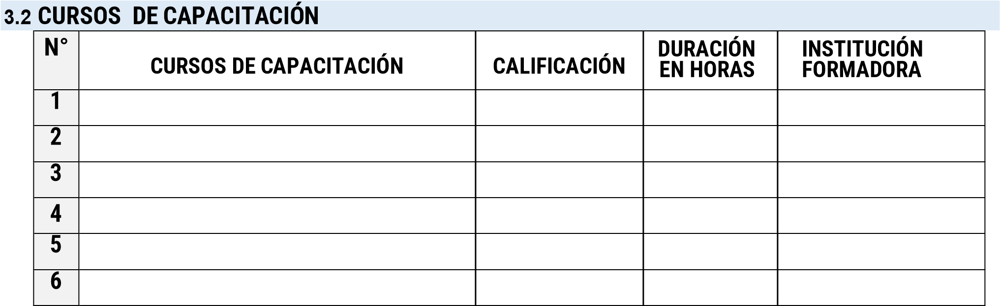 3.2 CURSOS  DE CAPACITACIÓN
N°
CURSOS DE CAPACITACIÓN
CALIFICACIÓN
DURACIÓN
EN HORAS
INSTITUCIÓN
FORMADORA
1
2
3
4
5
6